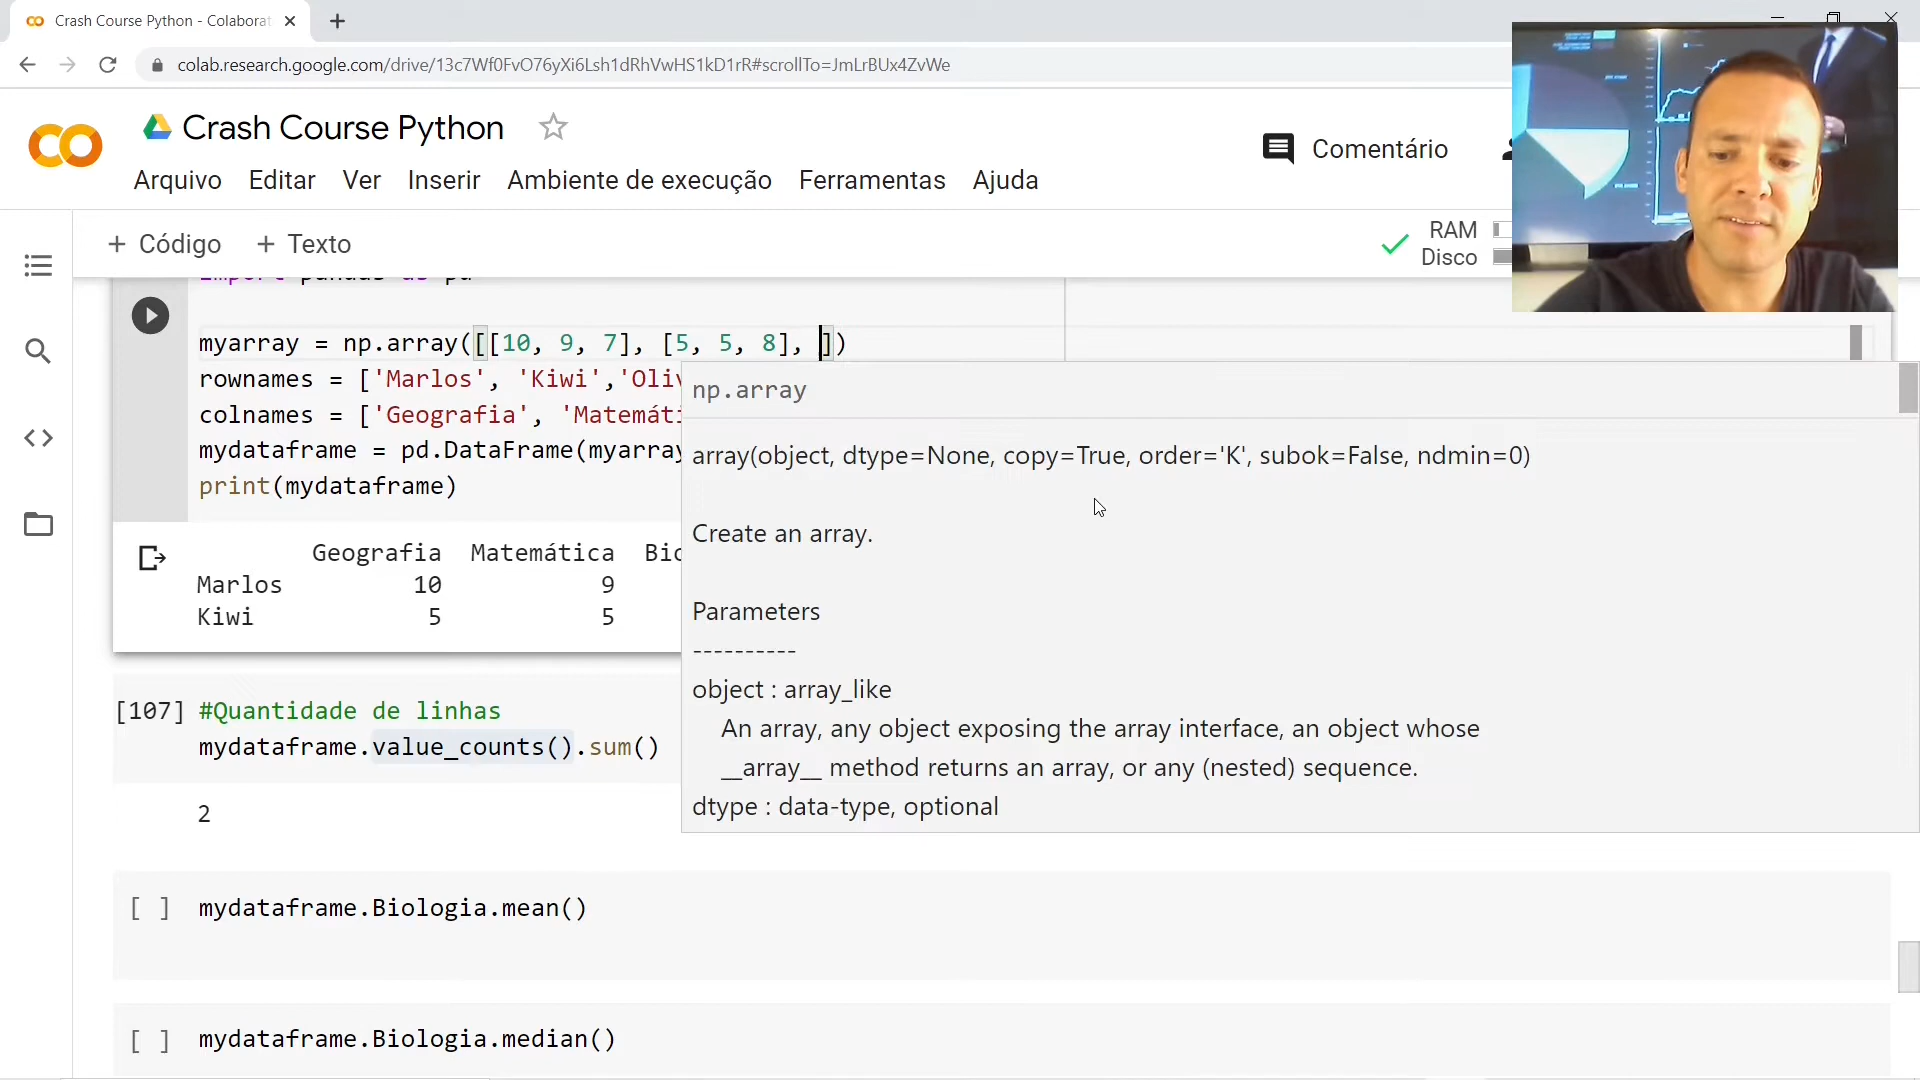 Crash Course Python - Colaborat
colab.research.google.com/drive/13c7Wf0FvO76yXi6Lsh1dRhVwHS1kD1rR#scrollTo=JmLrBUx4ZvWe
Crash Course Python
Comentário
Arquivo Editar Ver Inserir Ambiente de execução Ferramentas Ajuda
+ Código + Texto
RAM
Disco
import pandas as pd
myarray = np.array([[10, 9, 7], [5, 5, 8], ])
rownames = ['Marlos', 'Kiwi','Oliv
colnames = ['Geografia', 'Matemáti
mydataframe = pd.DataFrame(myarray
print(mydataframe)
np.array
array(object, dtype=None, copy=True, order='K', subok=False, ndmin=0)
Create an array.
Parameters
----------
object : array_like
An array, any object exposing the array interface, an object whose
__array__ method returns an array, or any (nested) sequence.
dtype : data-type, optional
Geografia Matemática Bio
Marlos 10 9
Kiwi 5 5
[107] #Quantidade de linhas
mydataframe.value_counts().sum()
2
[ ] mydataframe.Biologia.mean()
[ ] mydataframe.Biologia.median()